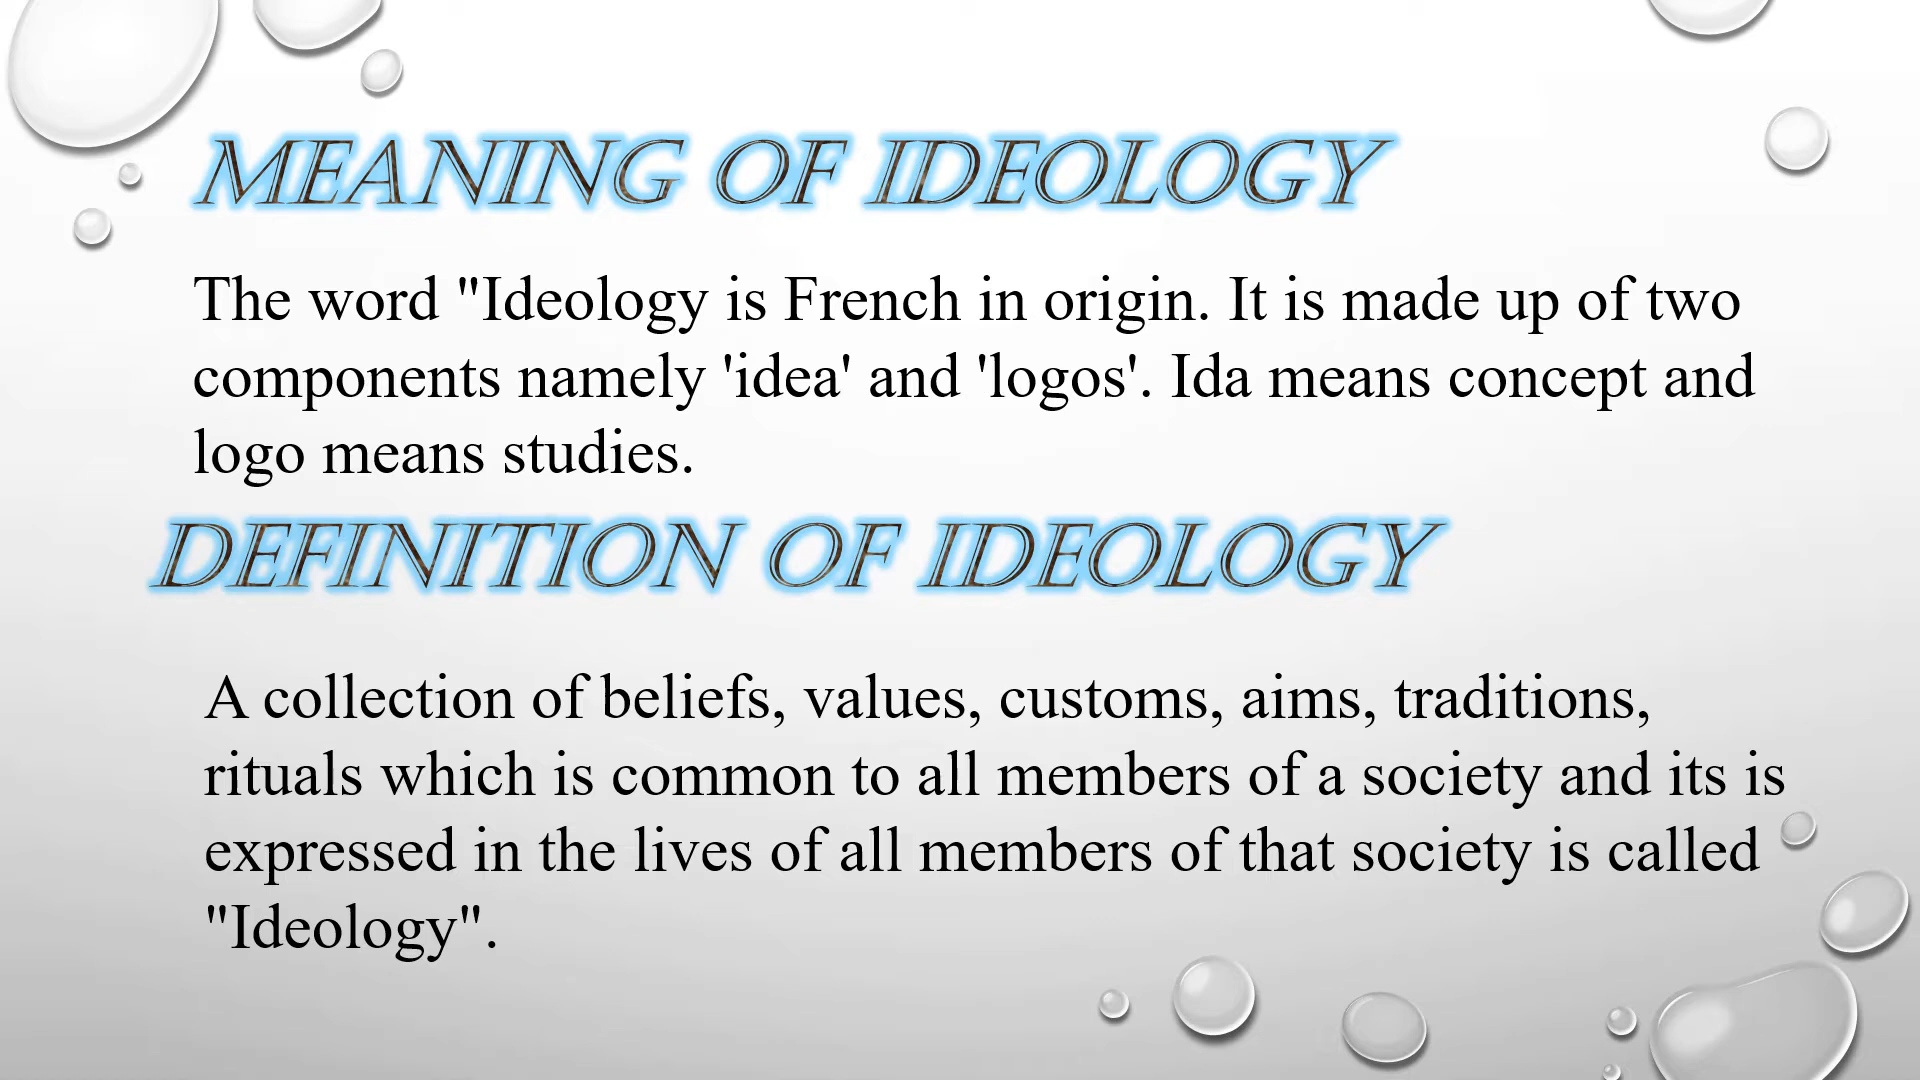 MEANING OF IDEOLOGY
The word "Ideology is French in origin. It is made up of two
components namely 'idea' and 'logos'. Ida means concept and
logo means studies.
DEFINITION OF IDEOLOGY
A collection of beliefs, values, customs, aims, traditions,
rituals which is common to all members of a society and its is
expressed in the lives of all members of that society is called
"Ideology".